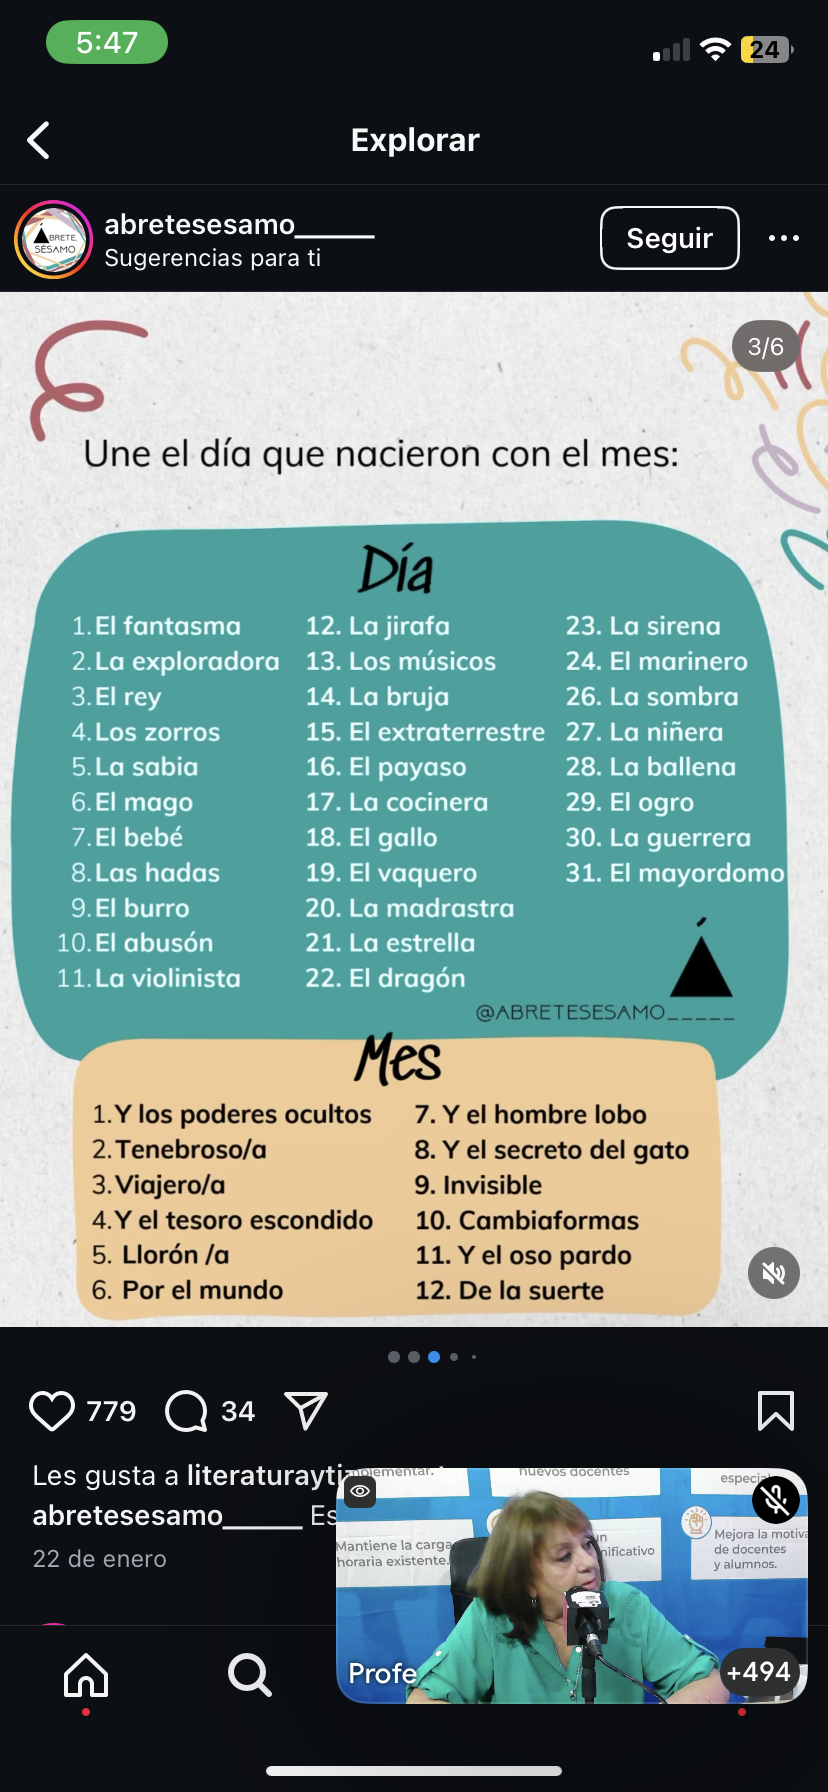 5:47
24
Explorar
abretesesamo______
Sugerencias para ti
Seguir
BRETE
SÉSAMO
3/6
Une el día que nacieron con el mes:
Día
1. El fantasma
2. La exploradora
3. El rey
4. Los zorros
5. La sabia
6. El mago
7. El bebé
8. Las hadas
9. El burro
10. El abusón
11. La violinista
12. La jirafa
13. Los músicos
14. La bruja
15. El extraterrestre
16. El payaso
17. La cocinera
18. El gallo
19. El vaquero
20. La madrastra
21. La estrella
22. El dragón
23. La sirena
24. El marinero
26. La sombra
27. La niñera
28. La ballena
29. El ogro
30. La guerrera
31. El mayordomo
@ABRETESESAMO_____
Mes
1. Y los poderes ocultos
2. Tenebroso/a
3. Viajero/a
4. Y el tesoro escondido
5. Llorón /a
6. Por el mundo
7. Y el hombre lobo
8. Y el secreto del gato
9. Invisible
10. Cambiaformas
11. Y el oso pardo
12. De la suerte
779
34
Les gusta a literaturayti
abretesesamo______ Es
22 de enero
nuevos docentes
Mantiene la carga
horaria existente.
Mejora la motiva
de docentes
y alumnos.
Profe
+494